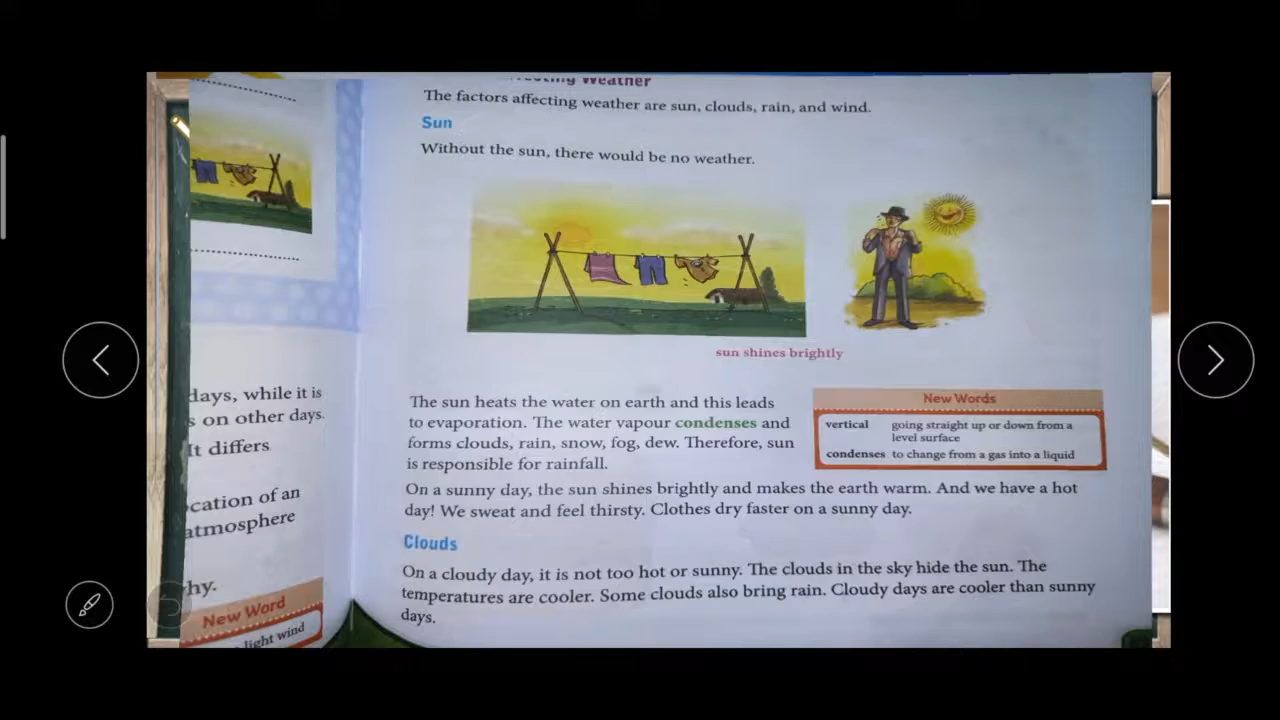 Weather
The factors affecting weather are sun, clouds, rain, and wind.
Sun
Without the sun, there would be no weather.
sun shines brightly
The sun heats the water on earth and this leads
to evaporation. The water vapour condenses and
forms clouds, rain, snow, fog, dew. Therefore, sun
is responsible for rainfall.
New Words
vertical going straight up or down from a
level surface
condenses to change from a gas into a liquid
On a sunny day, the sun shines brightly and makes the earth warm. And we have a hot
day! We sweat and feel thirsty. Clothes dry faster on a sunny day.
Clouds
On a cloudy day, it is not too hot or sunny. The clouds in the sky hide the sun. The
temperatures are cooler. Some clouds also bring rain. Cloudy days are cooler than sunny
days.
days, while it is
on other days.
It differs
of an
atmosphere
New Word
light wind